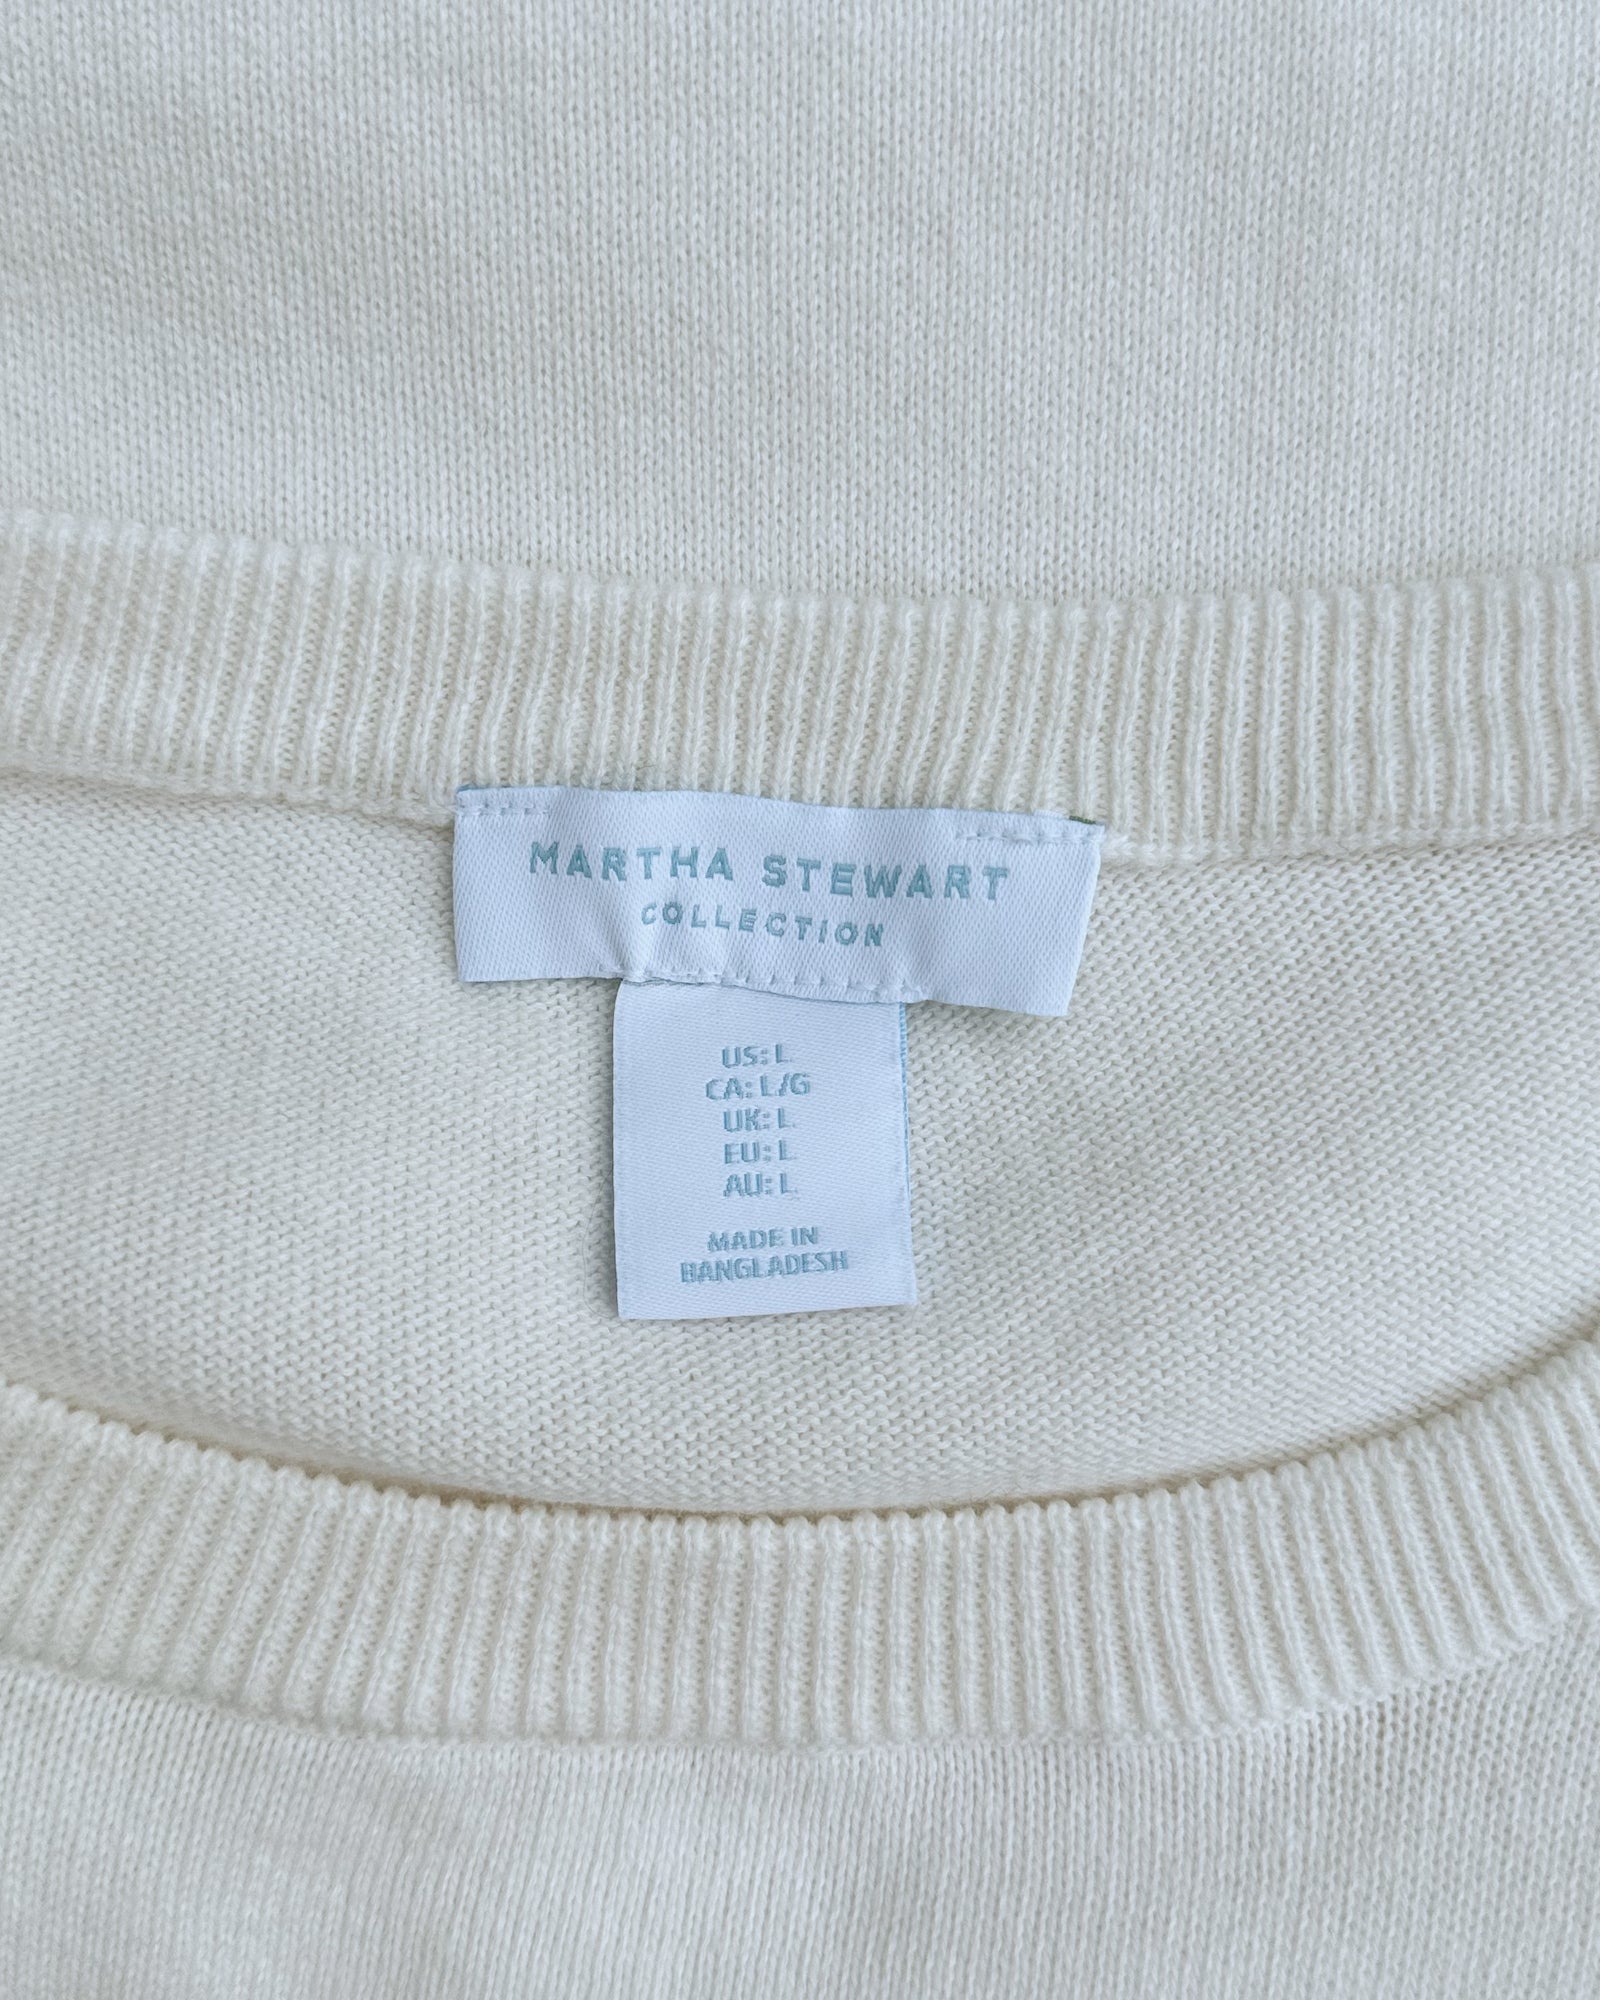 MARTHA STEWART
COLLECTION
US: L
CA: L/G
UK: L
EU: L
AU: L
MADE IN
BANGLADESH